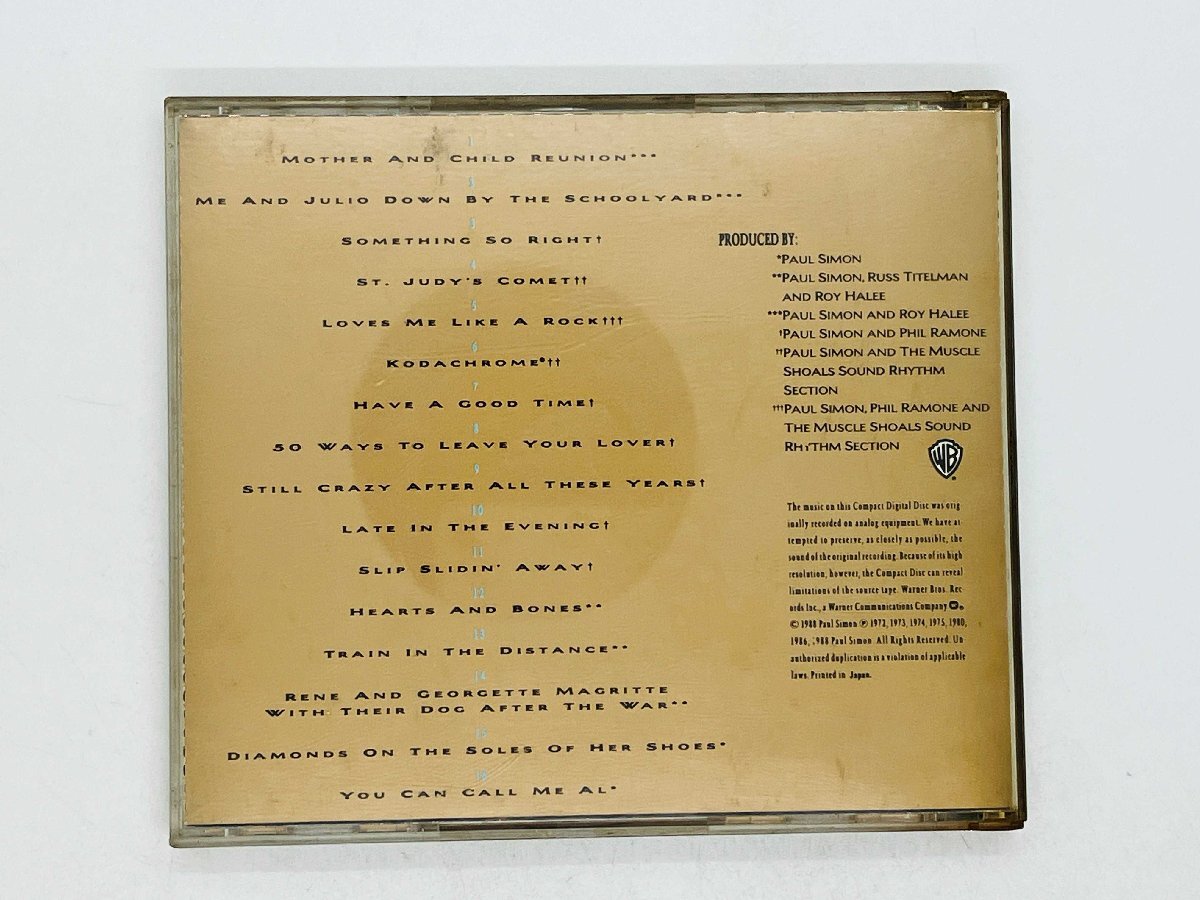 1
MOTHER AND CHILD REUNION***
2
ME AND JULIO DOWN BY THE SCHOOLYARD***
3
SOMETHING SO RIGHT†
4
ST. JUDY'S COMET††
5
LOVES ME LIKE A ROCK†††
6
KODACHROME*††
7
HAVE A GOOD TIME†
8
50 WAYS TO LEAVE YOUR LOVER†
9
STILL CRAZY AFTER ALL THESE YEARS†
10
LATE IN THE EVENING†
11
SLIP SLIDIN' AWAY†
12
HEARTS AND BONES**
13
TRAIN IN THE DISTANCE**
14
RENE AND GEORGETTE MAGRITTE
WITH THEIR DOG AFTER THE WAR**
15
DIAMONDS ON THE SOLES OF HER SHOES*
16
YOU CAN CALL ME AL*
PRODUCED BY:
*PAUL SIMON
**PAUL SIMON, RUSS TITELMAN
AND ROY HALEE
***PAUL SIMON AND ROY HALEE
†PAUL SIMON AND PHIL RAMONE
††PAUL SIMON AND THE MUSCLE
SHOALS SOUND RHYTHM
SECTION
†††PAUL SIMON, PHIL RAMONE AND
THE MUSCLE SHOALS SOUND
RHYTHM SECTION
WB
The music on this Compact Digital Disc was orig
inally recorded on analog equipment. We have at
tempted to preserve, as closely as possible, the
sound of the original recording. Because of its high
resolution, however, the Compact Disc can reveal
limitations of the source tape. Warner Bros. Rec
ords Inc., a Warner Communications Company
© 1988 Paul Simon ℗ 1972, 1973, 1974, 1975, 1980,
1986, 1988 Paul Simon. All Rights Reserved. Un
authorized duplication is a violation of applicable
laws. Printed in Japan.